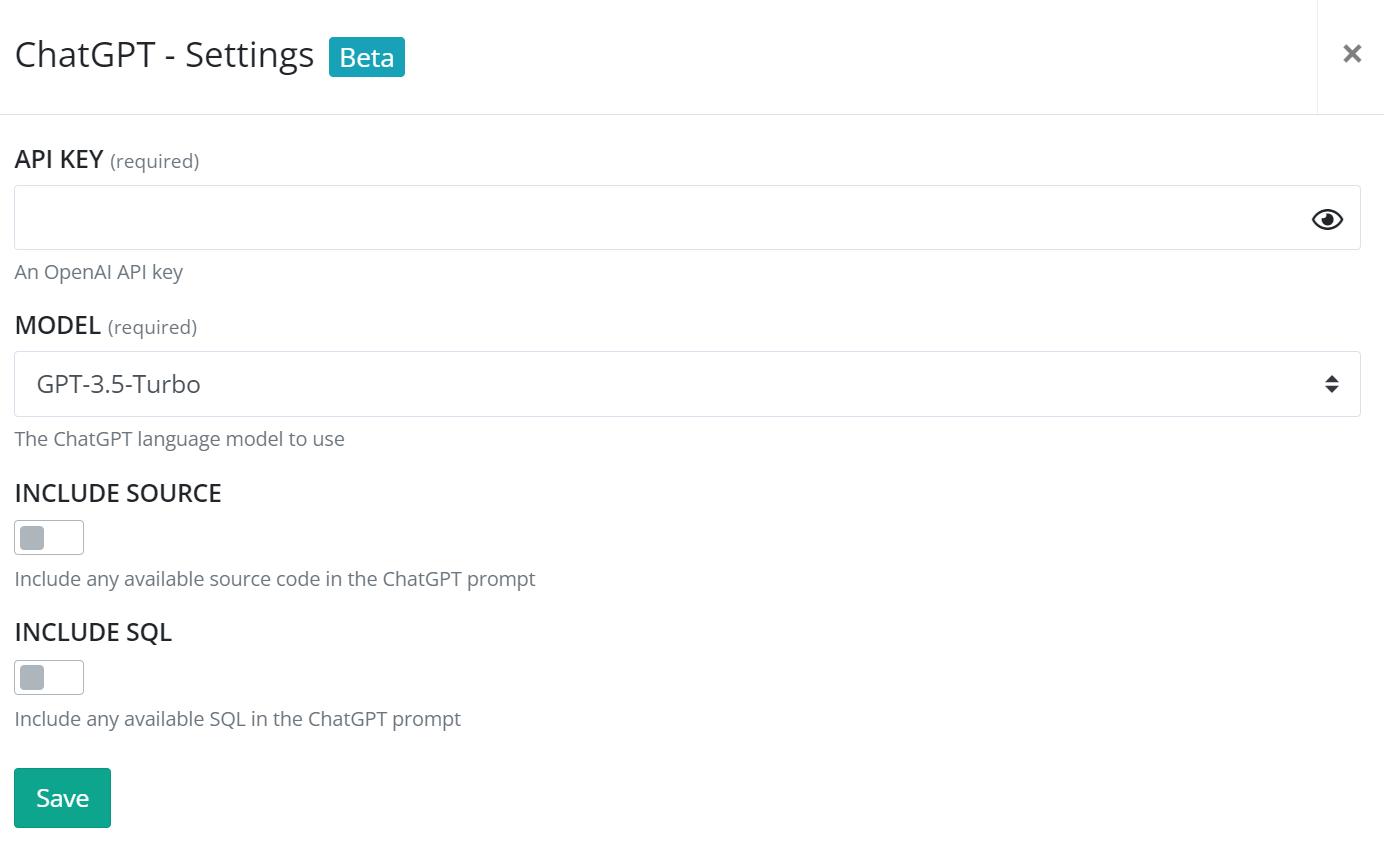 ChatGPT - Settings Beta
API KEY (required)
An OpenAI API key
MODEL (required)
GPT-3.5-Turbo
The ChatGPT language model to use
INCLUDE SOURCE
Include any available source code in the ChatGPT prompt
INCLUDE SQL
Include any available SQL in the ChatGPT prompt
Save